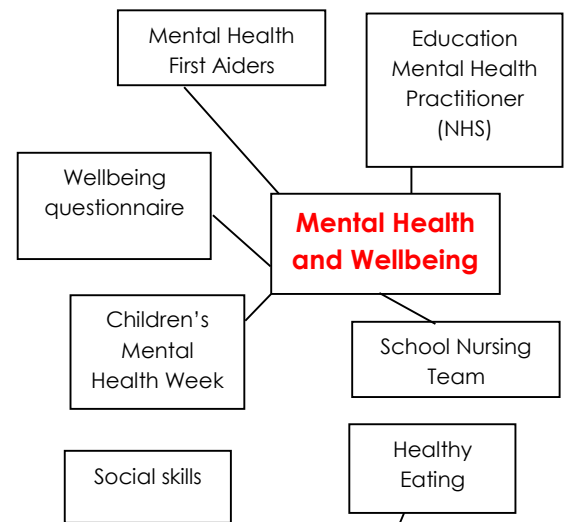 Mental Health
First Aiders
Education
Mental Health
Practitioner
(NHS)
Wellbeing
questionnaire
Mental Health
and Wellbeing
Children’s
Mental
Health Week
School Nursing
Team
Social skills
Healthy
Eating